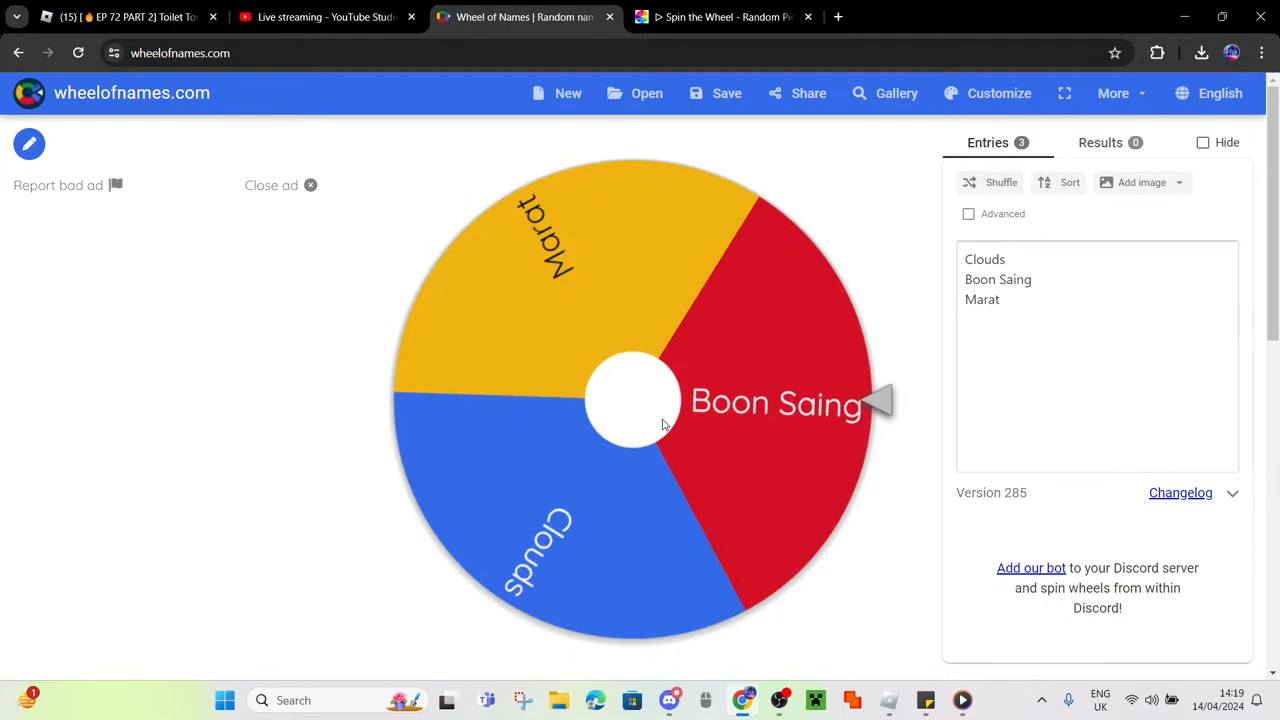 (15) [🔥 EP 72 PART 2] Toilet To
Live streaming - YouTube Studi
Wheel of Names | Random nam
▷ Spin the Wheel - Random Pi
wheelofnames.com
wheelofnames.com
New
Open
Save
Share
Gallery
Customize
More
English
Report bad ad
Close ad
Entries 3
Results 0
Hide
Shuffle
Sort
Add image
Advanced
Clouds
Boon Saing
Marat
Marat
Boon Saing
Clouds
Version 285
Changelog
Add our bot to your Discord server
and spin wheels from within
Discord!
1
Search
ENG
UK
14:19
14/04/2024